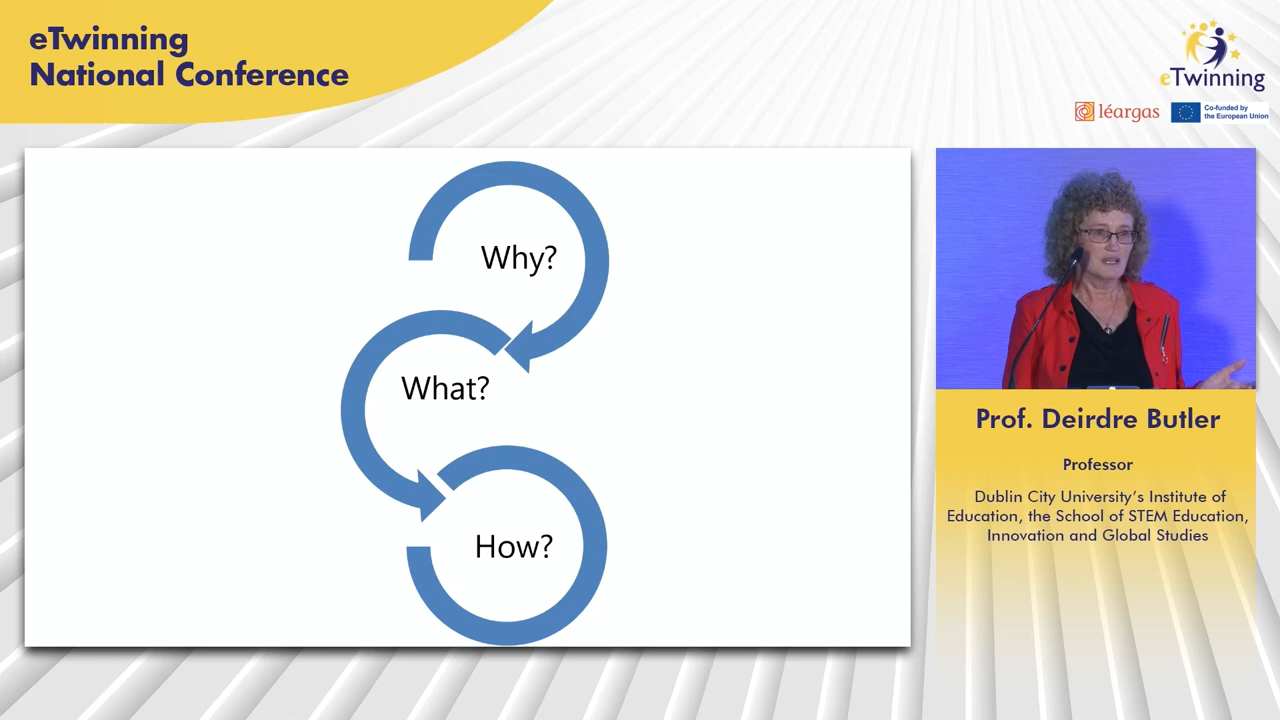 eTwinning
National Conference
eTwinning
léargas
Co-funded by
the European Union
Why?
What?
How?
Prof. Deirdre Butler
Professor
Dublin City University's Institute of
Education, the School of STEM Education,
Innovation and Global Studies